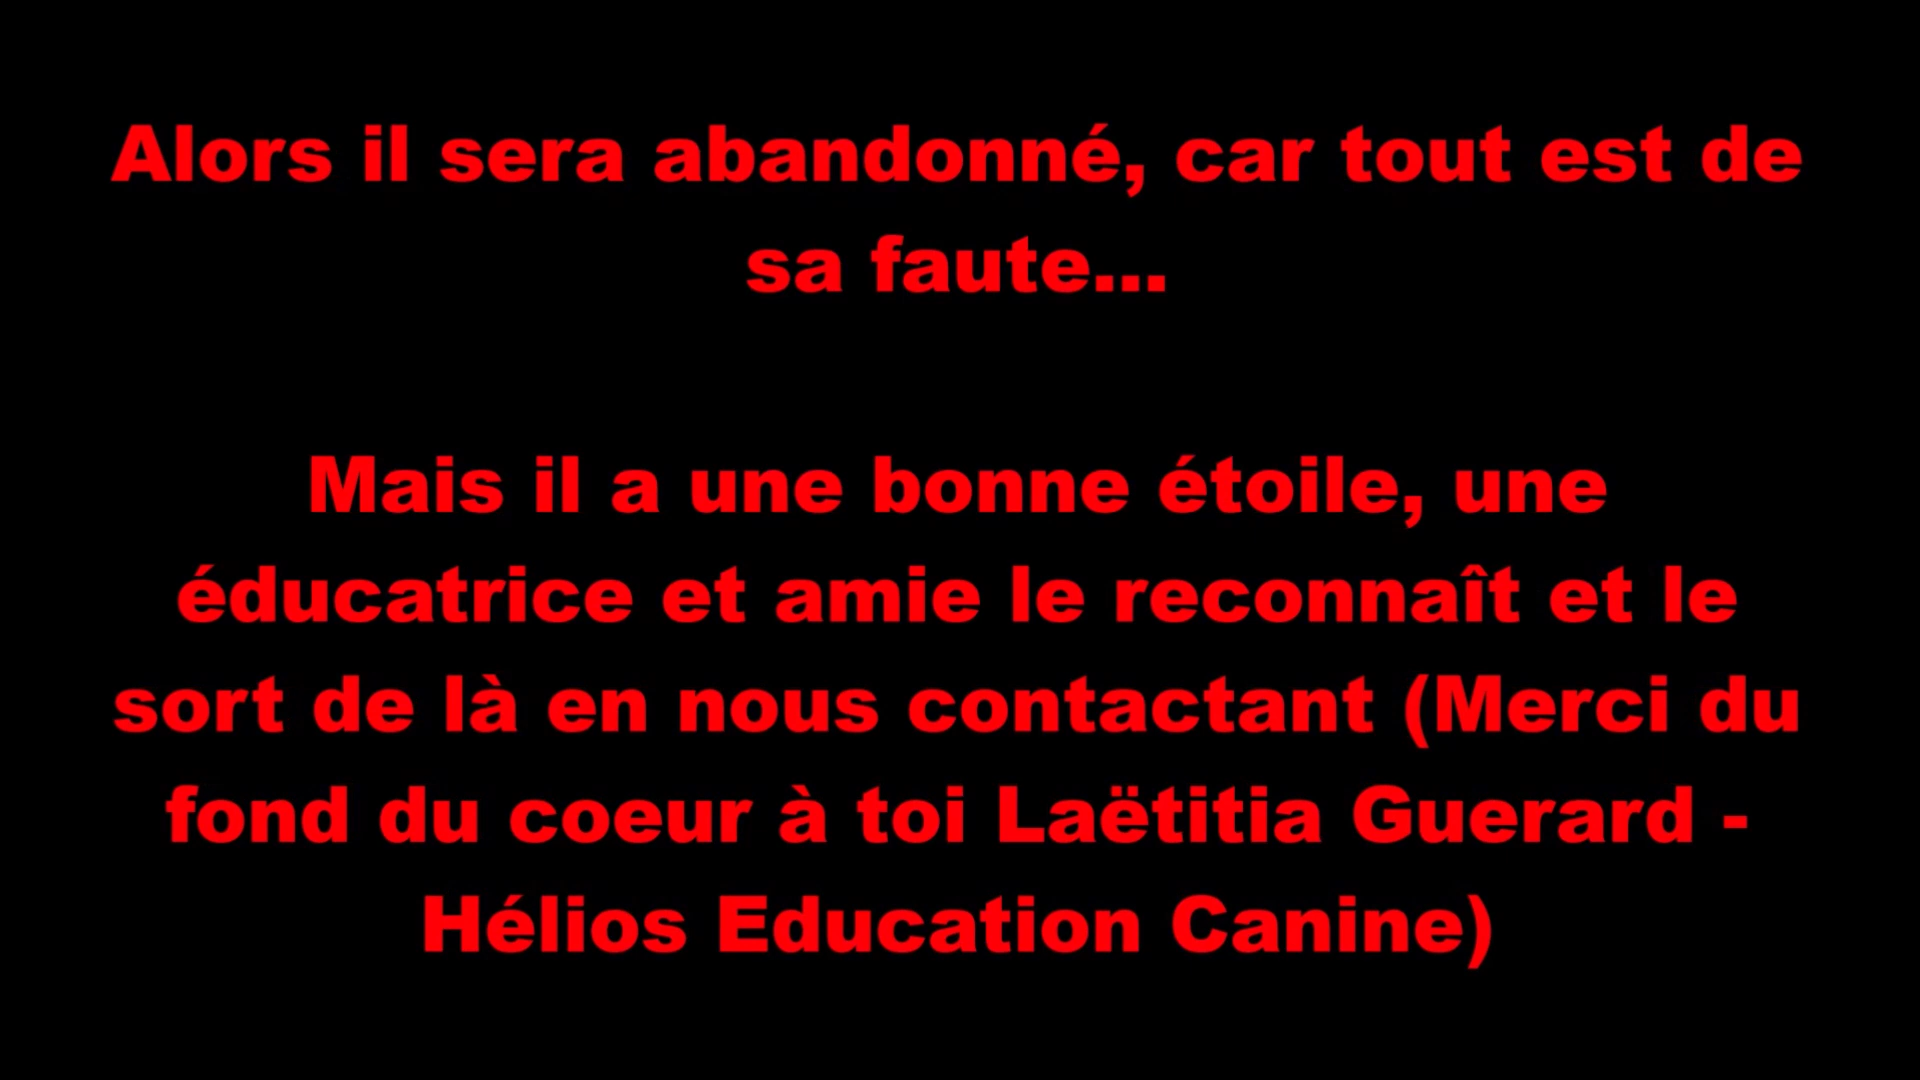 Alors il sera abandonné, car tout est de
sa faute...
Mais il a une bonne étoile, une
éducatrice et amie le reconnaît et le
sort de là en nous contactant (Merci du
fond du coeur à toi Laëtitia Guerard -
Hélios Education Canine)